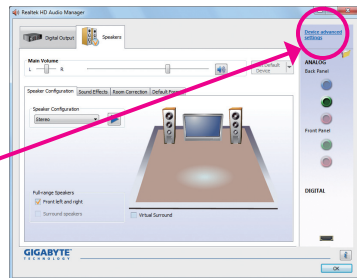 Realtek HD Audio Manager
Digital Output
Speakers
Device advanced
settings
Main Volume
L
R
Default
Device
ANALOG
Back Panel
Speaker Configuration
Sound Effects
Room Correction
Default Format
Speaker Configuration
Stereo
Front Panel
Full-range Speakers
Front left and right
Surround speakers
Virtual Surround
DIGITAL
GIGABYTE
TECHNOLOGY
OK